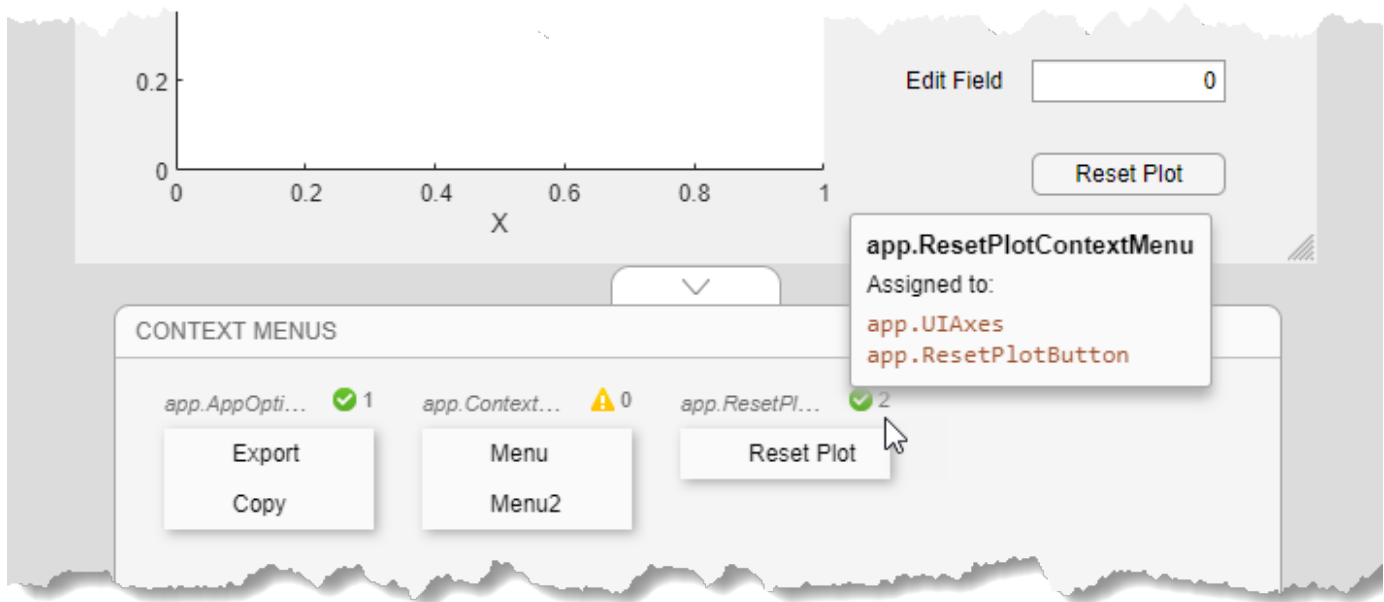 0.2
Edit Field 0
0
Reset Plot
0 0.2 0.4 0.6 0.8 1
X
app.ResetPlotContextMenu
Assigned to:
app.UIAxes
app.ResetPlotButton
CONTEXT MENUS
app.AppOpti... 1
app.Context... 0
app.ResetPl... 2
Export
Menu
Reset Plot
Copy
Menu2